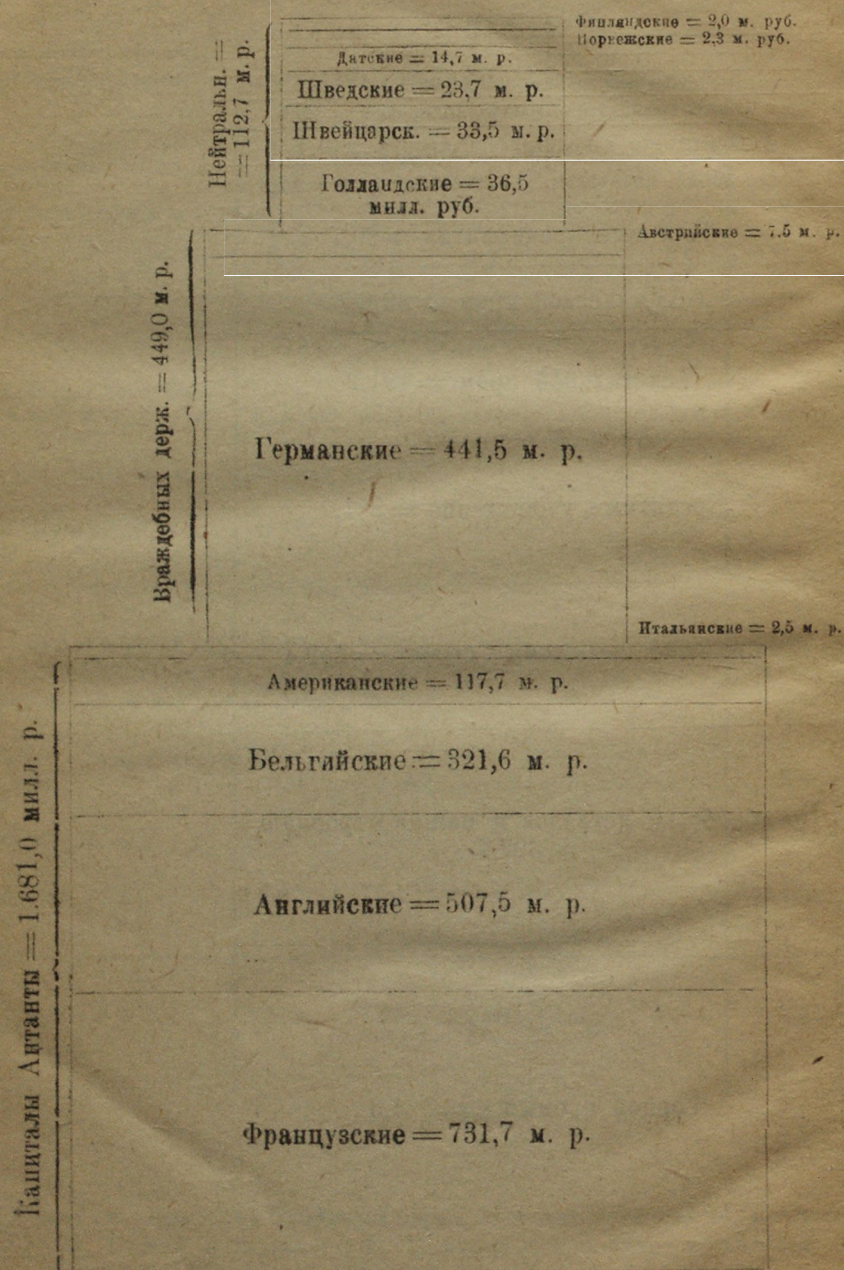 Финляндские = 2,0 м. руб.
Норвежские = 2,3 м. руб.
Датские = 14,7 м. р.
Шведские = 23,7 м. р.
Швейцарск. = 33,5 м. р.
Голландские = 36,5
милл. руб.
Нейтральн. =
= 112,7 м. р.
Австрийские = 7,5 м. р.
Германские = 441,5 м. р.
Враждебных держ. = 449,0 м. р.
Итальянские = 2,5 м. р.
Американские = 117,7 м. р.
Бельгийские = 321,6 м. р.
Английские = 507,5 м. р.
Французские = 731,7 м. р.
Капиталы Антанты = 1.681,0 милл. р.